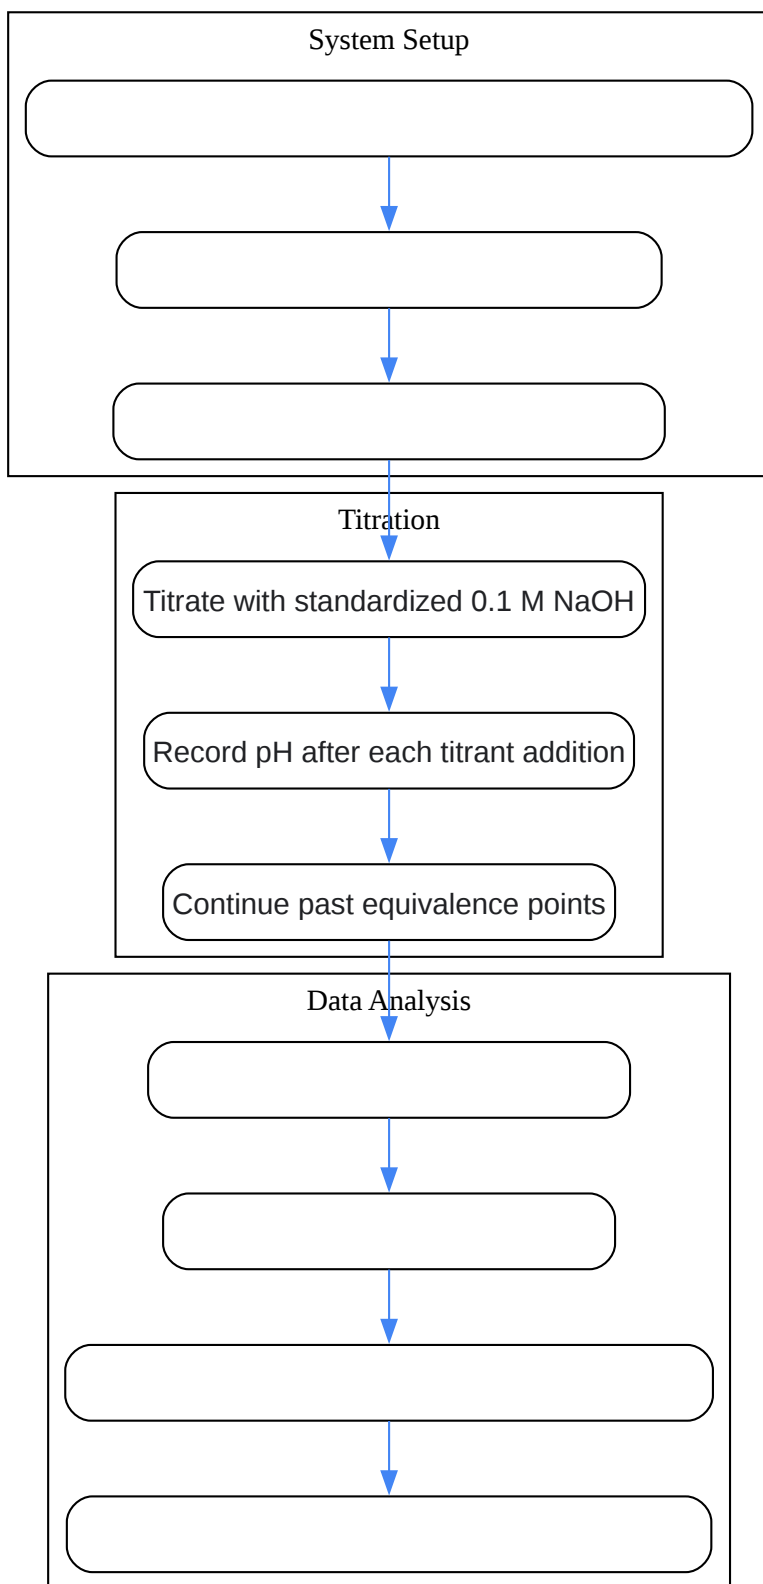 System Setup
Titration
Titrate with standardized 0.1 M NaOH
Record pH after each titrant addition
Continue past equivalence points
Data Analysis